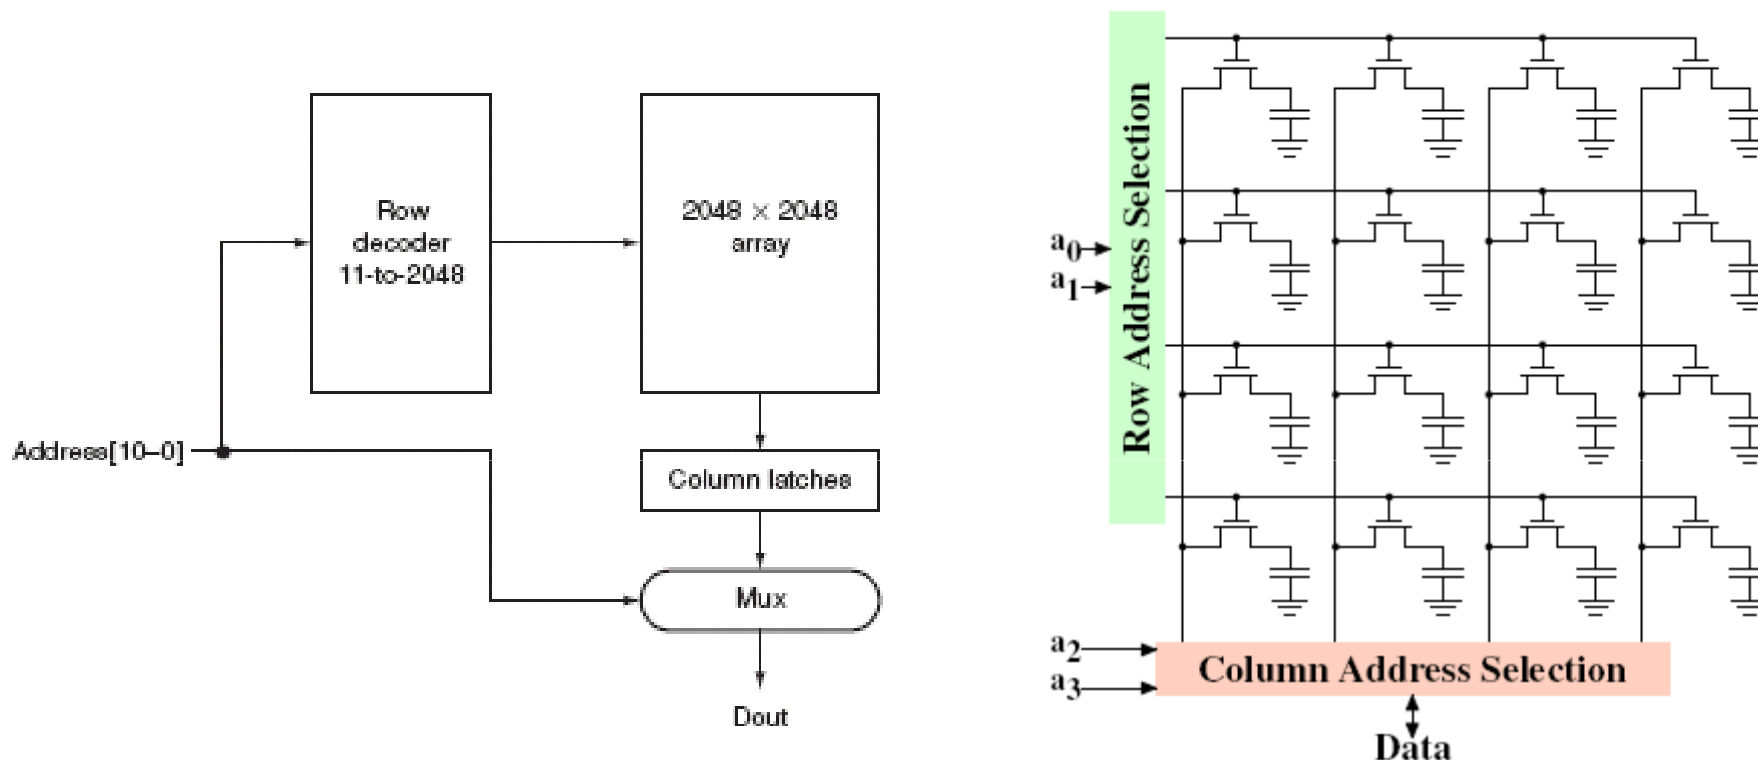 Row
decoder
11-to-2048
2048 × 2048
array
Address[10–0]
Column latches
Mux
Dout
Row Address Selection
a0
a1
a2
a3
Column Address Selection
Data